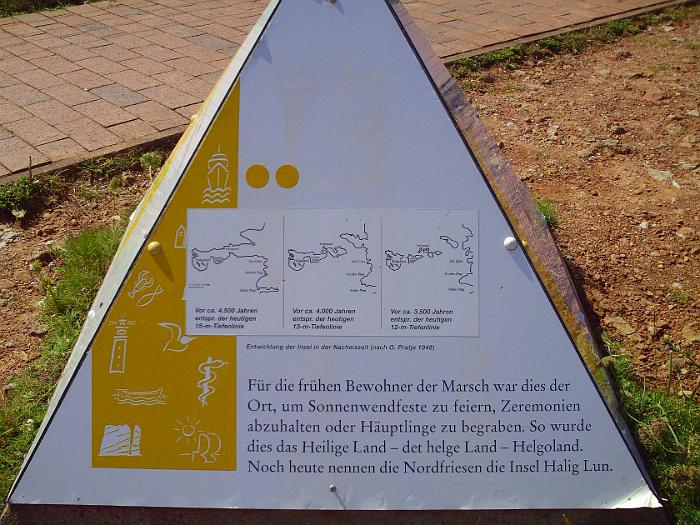 Vor ca. 4.500 Jahren
entspr. der heutigen
15-m-Tiefenlinie
Vor ca. 4.000 Jahren
entspr. der heutigen
13-m-Tiefenlinie
Vor ca. 3.500 Jahren
entspr. der heutigen
12-m-Tiefenlinie
Entwicklung der Insel in der Nacheiszeit (nach O. Pratje 1948)
Für die frühen Bewohner der Marsch war dies der
Ort, um Sonnenwendfeste zu feiern, Zeremonien
abzuhalten oder Häuptlinge zu begraben. So wurde
dies das Heilige Land – det helge Land – Helgoland.
Noch heute nennen die Nordfriesen die Insel Halig Lun.